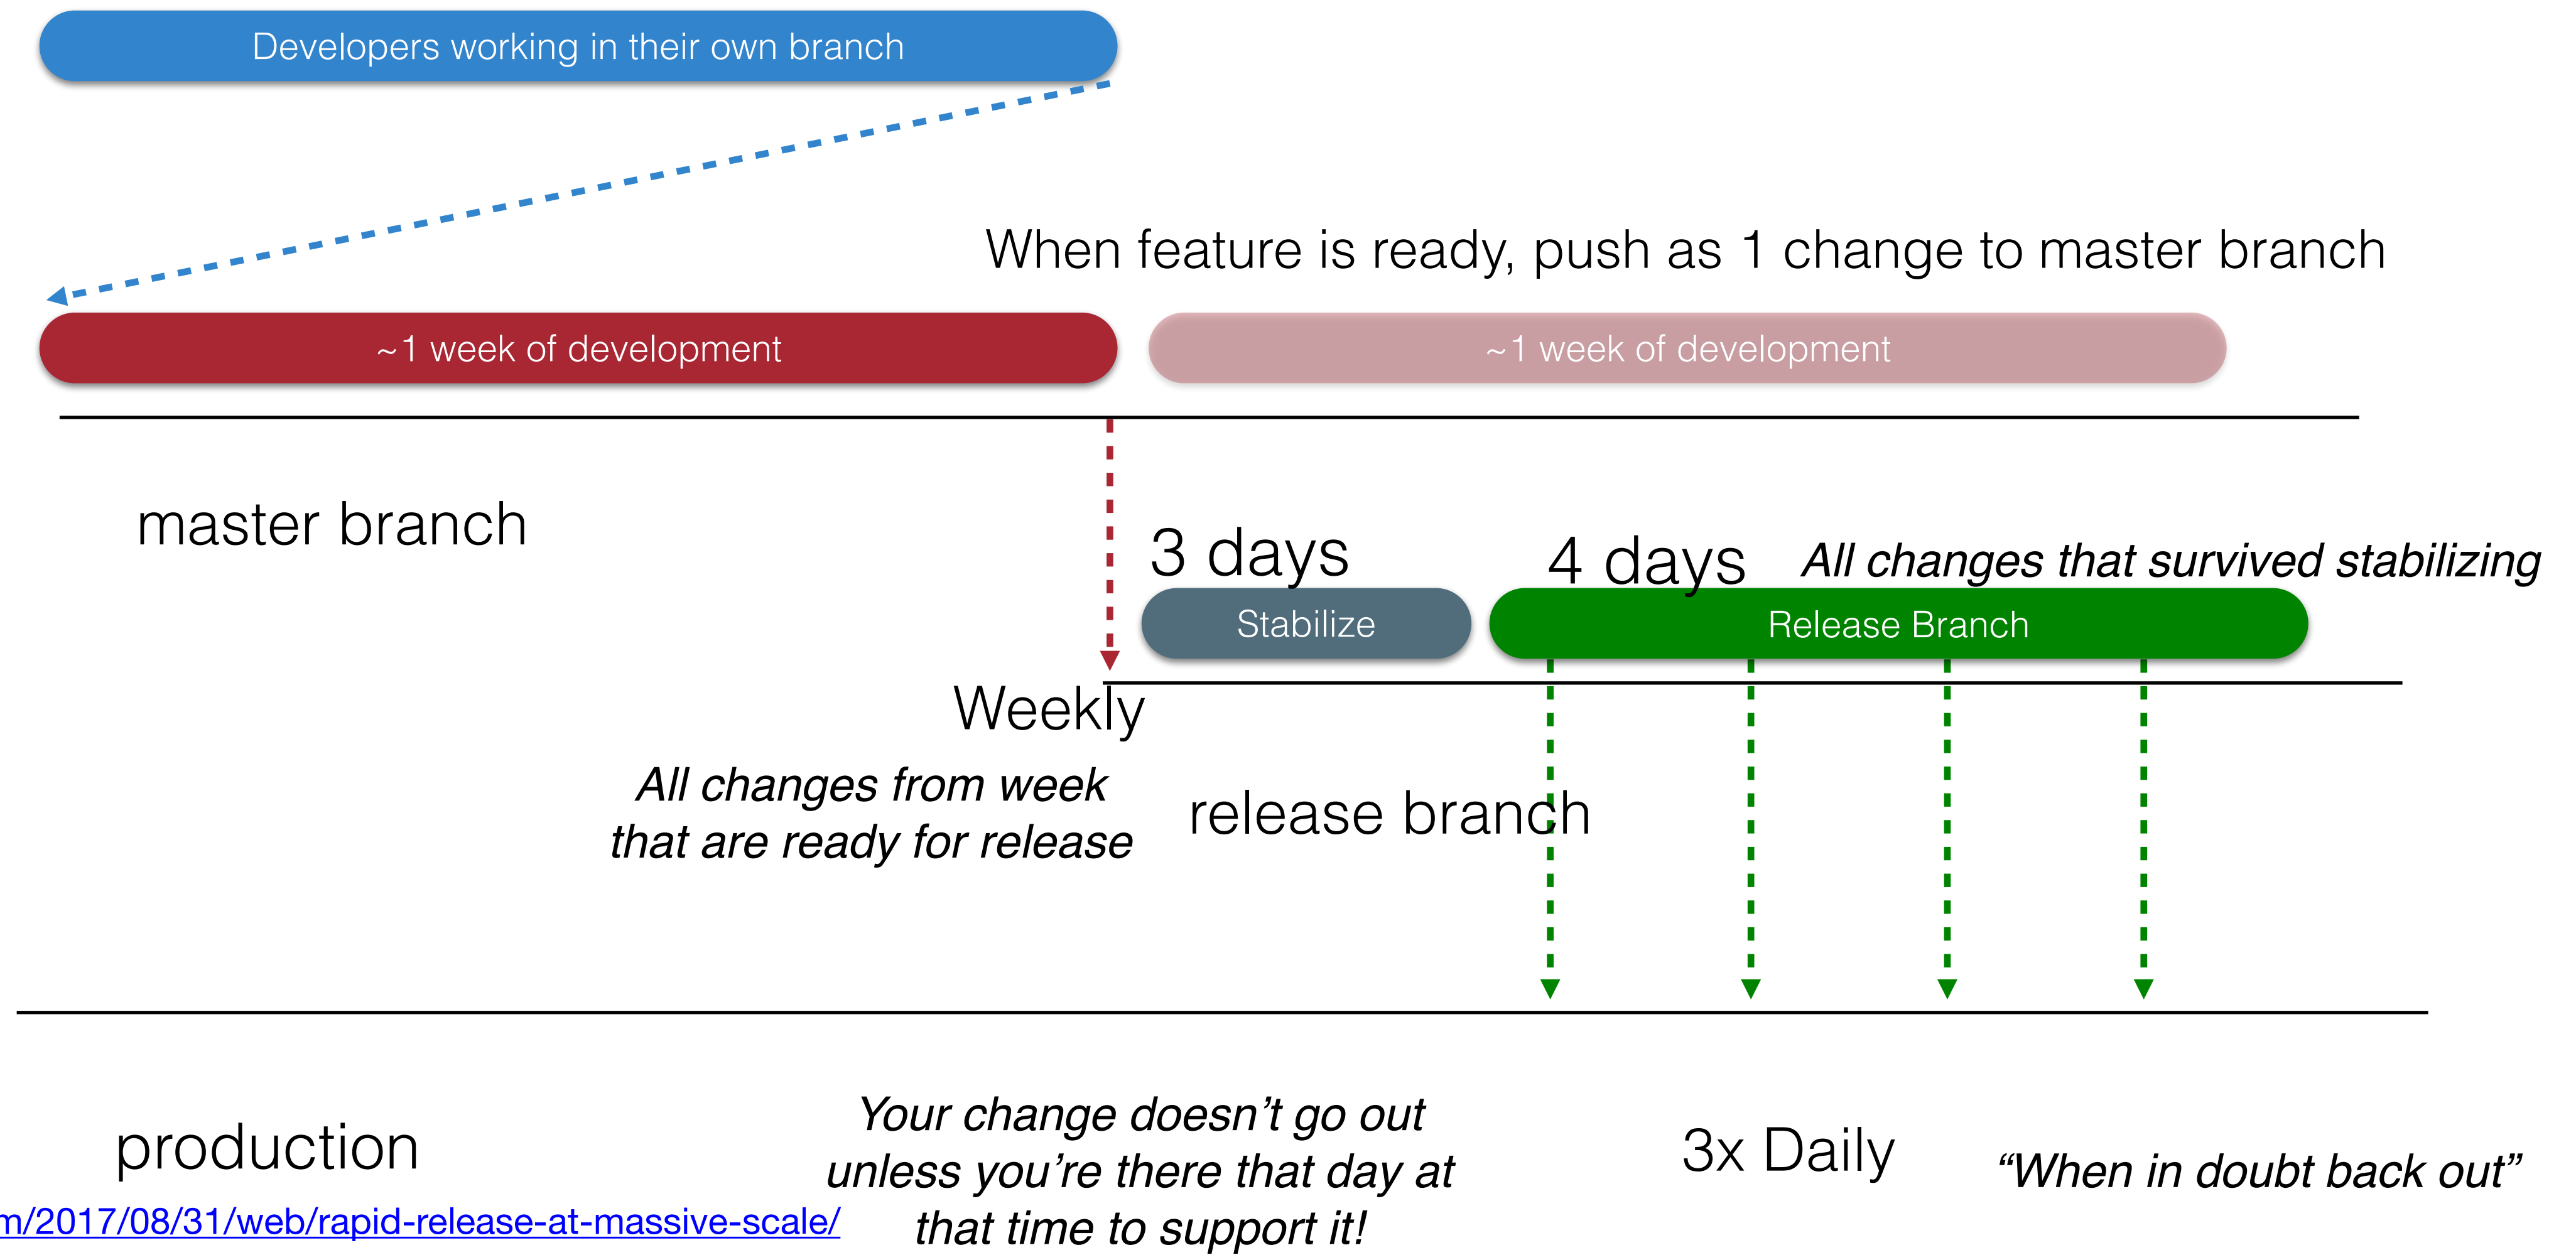 Developers working in their own branch
When feature is ready, push as 1 change to master branch
~1 week of development
~1 week of development
master branch
3 days
4 days
All changes that survived stabilizing
Stabilize
Release Branch
Weekly
All changes from week
that are ready for release
release branch
production
Your change doesn’t go out
unless you’re there that day at
that time to support it!
3x Daily
“When in doubt back out”
m/2017/08/31/web/rapid-release-at-massive-scale/